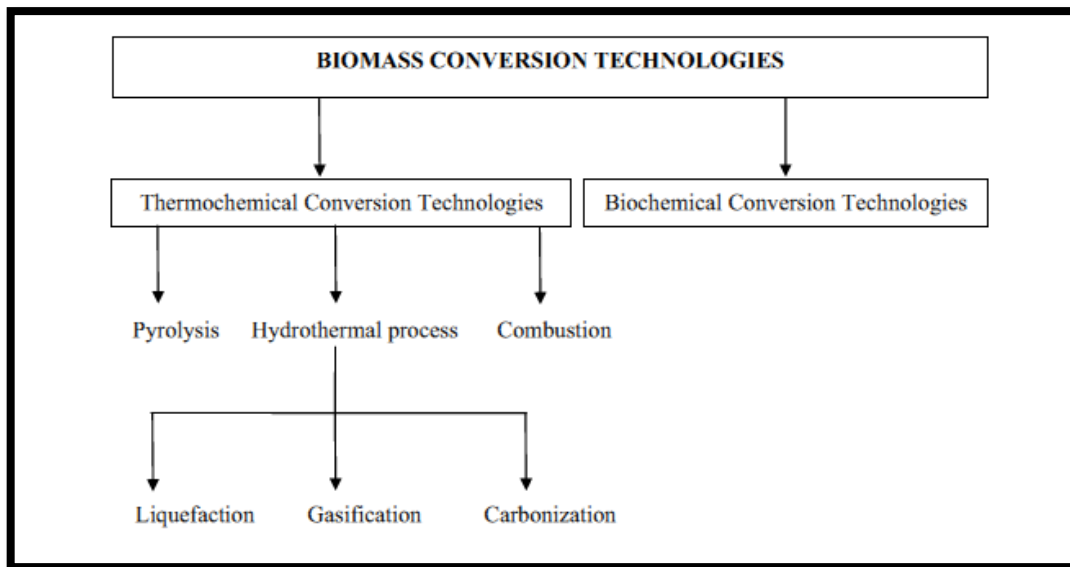 BIOMASS CONVERSION TECHNOLOGIES
Thermochemical Conversion Technologies
Biochemical Conversion Technologies
Pyrolysis
Hydrothermal process
Combustion
Liquefaction
Gasification
Carbonization